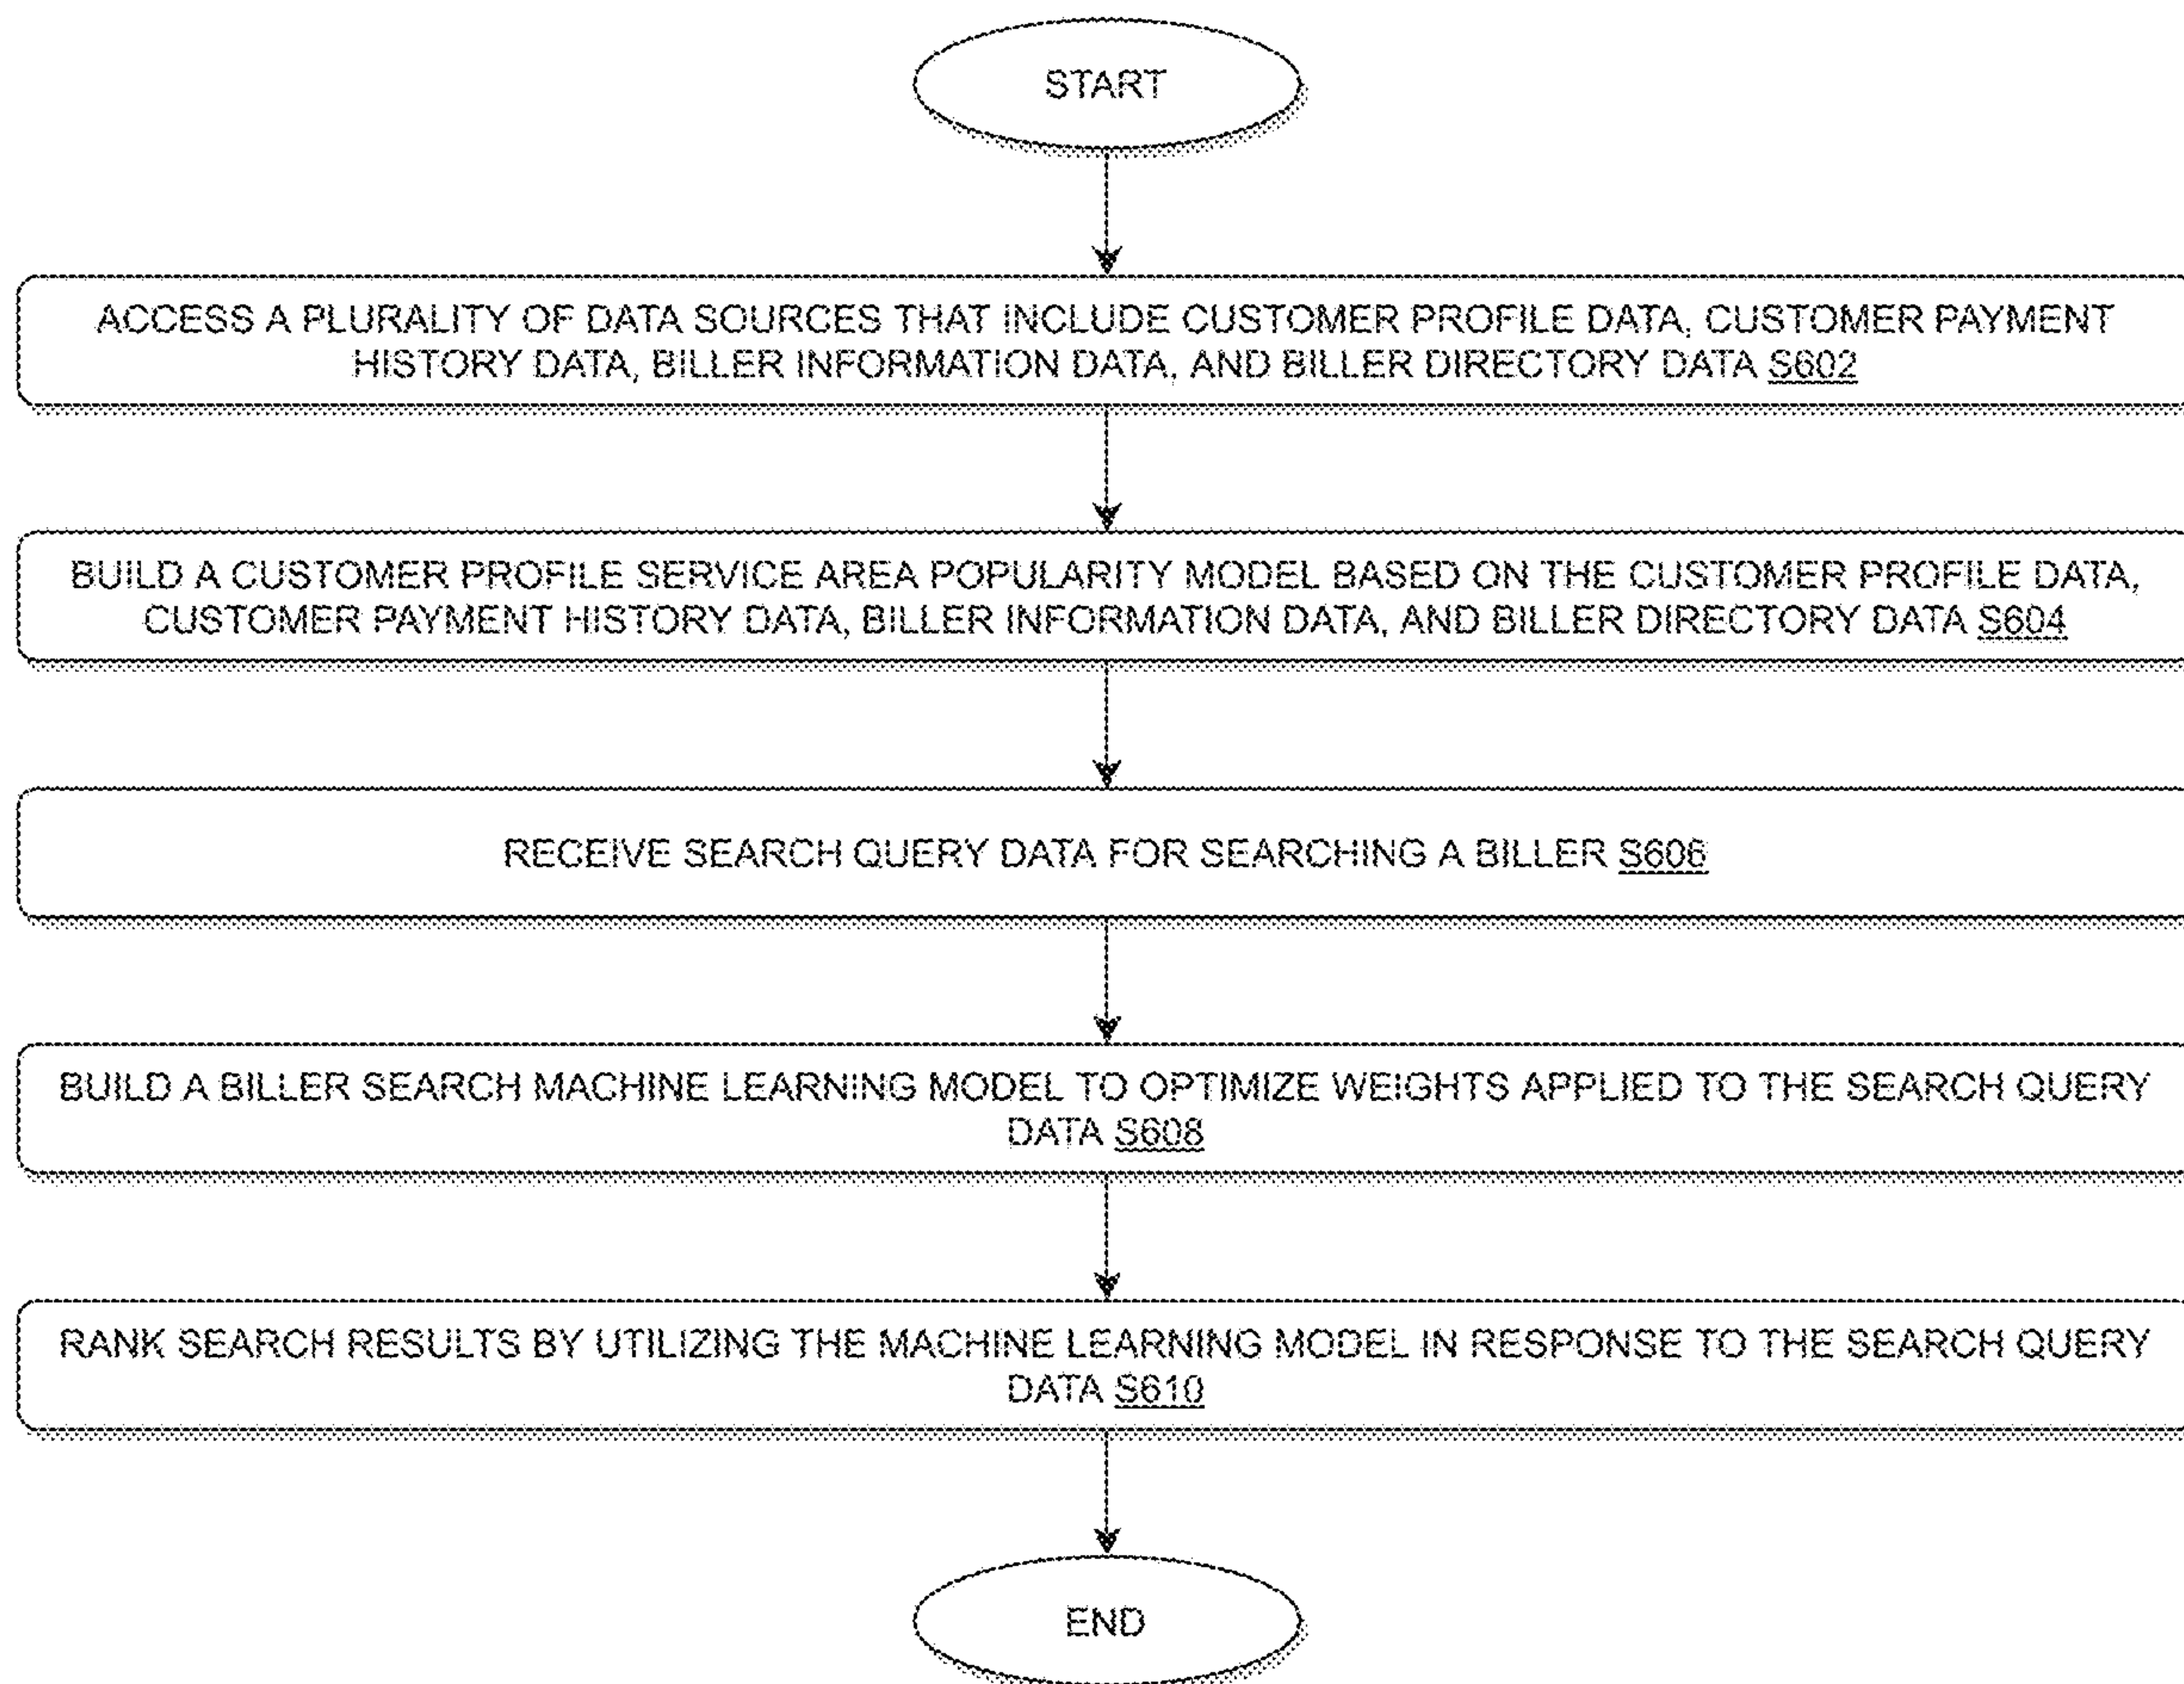 START
ACCESS A PLURALITY OF DATA SOURCES THAT INCLUDE CUSTOMER PROFILE DATA, CUSTOMER PAYMENT
HISTORY DATA, BILLER INFORMATION DATA, AND BILLER DIRECTORY DATA S602
BUILD A CUSTOMER PROFILE SERVICE AREA POPULARITY MODEL BASED ON THE CUSTOMER PROFILE DATA,
CUSTOMER PAYMENT HISTORY DATA, BILLER INFORMATION DATA, AND BILLER DIRECTORY DATA S604
RECEIVE SEARCH QUERY DATA FOR SEARCHING A BILLER S606
BUILD A BILLER SEARCH MACHINE LEARNING MODEL TO OPTIMIZE WEIGHTS APPLIED TO THE SEARCH QUERY
DATA S608
RANK SEARCH RESULTS BY UTILIZING THE MACHINE LEARNING MODEL IN RESPONSE TO THE SEARCH QUERY
DATA S610
END